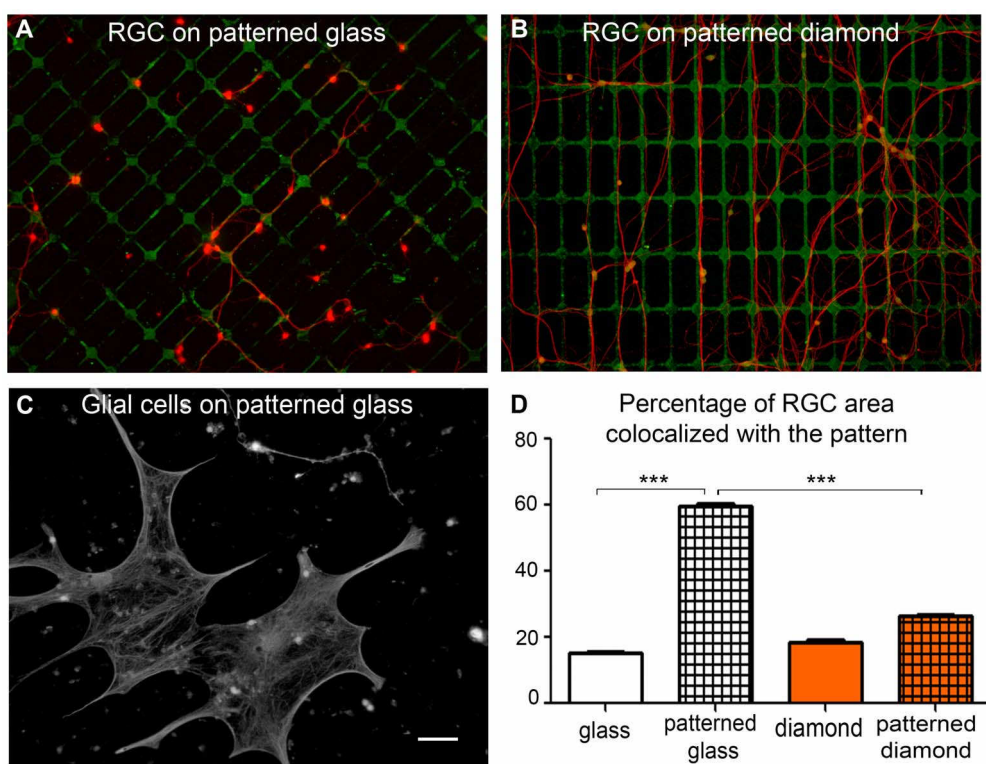 A RGC on patterned glass
B RGC on patterned diamond
C Glial cells on patterned glass
D Percentage of RGC area
colocalized with the pattern
80
60
40
20
0
***
***
glass
patterned
glass
diamond
patterned
diamond